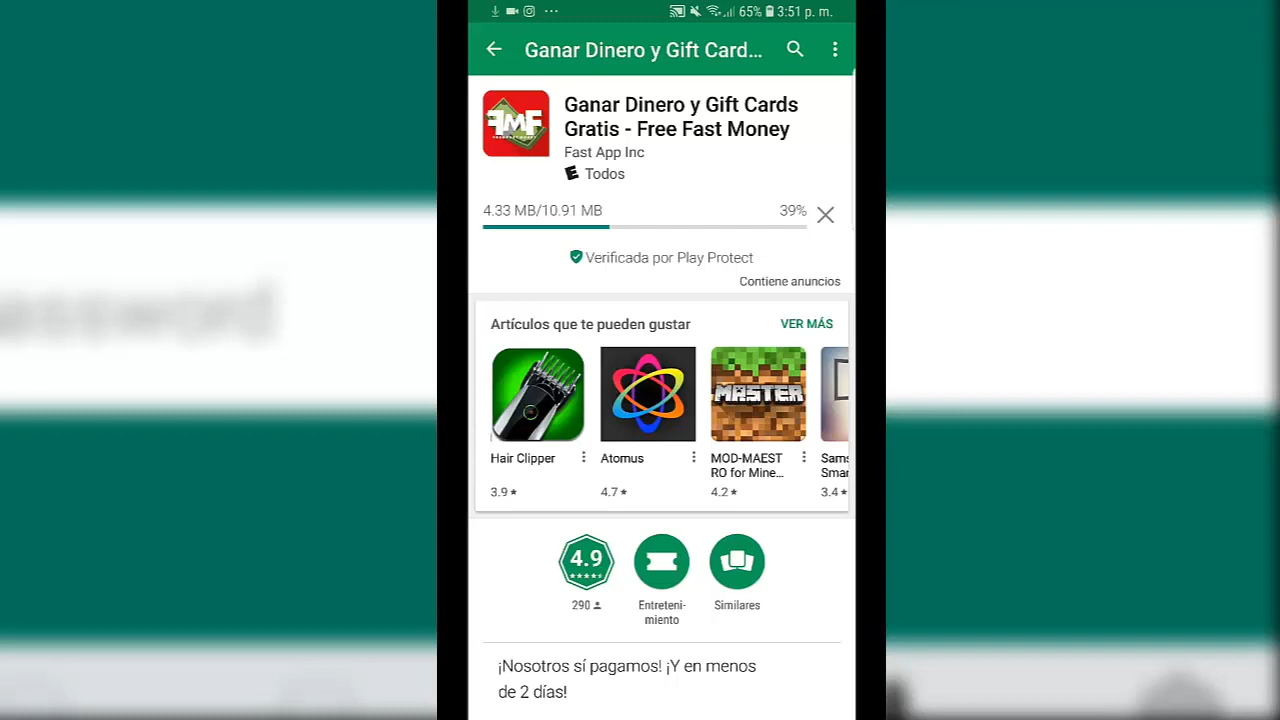 65% 3:51 p. m.
Ganar Dinero y Gift Card...
FMF
Ganar Dinero y Gift Cards
Gratis - Free Fast Money
Fast App Inc
E Todos
4.33 MB/10.91 MB 39%
Verificada por Play Protect
Contiene anuncios
Artículos que te pueden gustar VER MÁS
MASTER
Hair Clipper Atomus MOD-MAEST Sams
RO for Mine... Smar
3.9★ 4.7★ 4.2★ 3.4★
4.9
290 Entreteni- Similares
miento
¡Nosotros sí pagamos! ¡Y en menos
de 2 días!